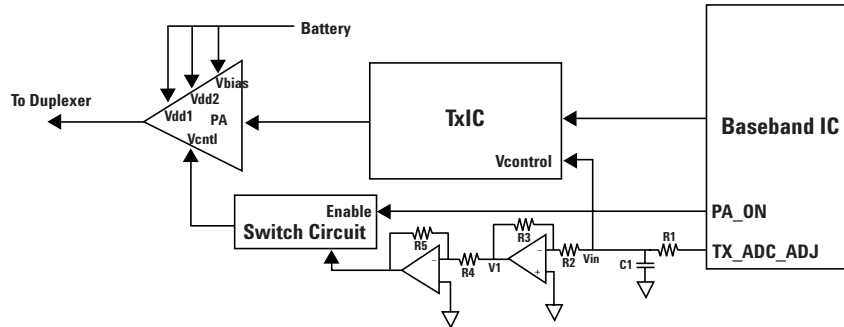 Battery
Vbias
To Duplexer
Vdd2
Vdd1
PA
Vcntl
TxIC
Vcontrol
Baseband IC
Enable
Switch Circuit
PA_ON
TX_ADC_ADJ
R1
C1
Vin
R2
R3
−
+
V1
R4
R5
−